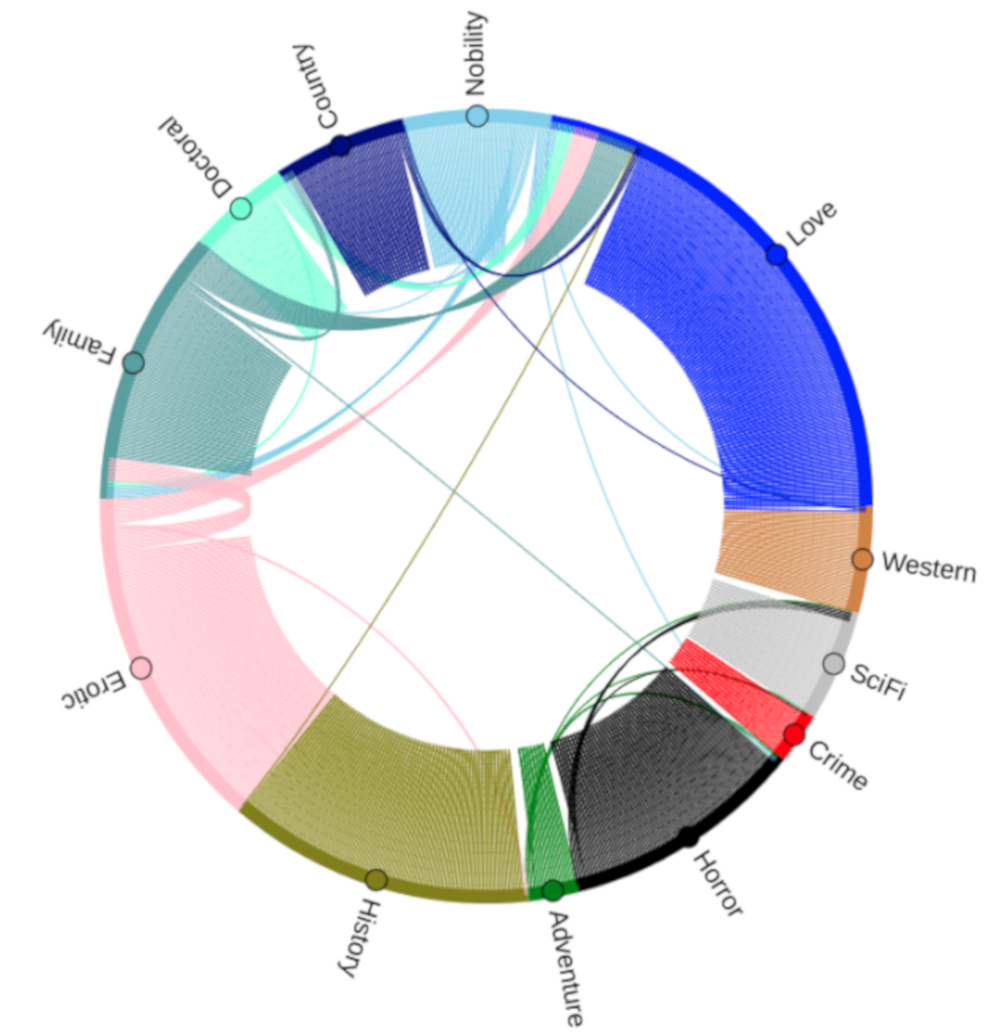 Nobility
Country
Doctoral
Love
Family
Western
SciFi
Erotic
Crime
Horror
History
Adventure